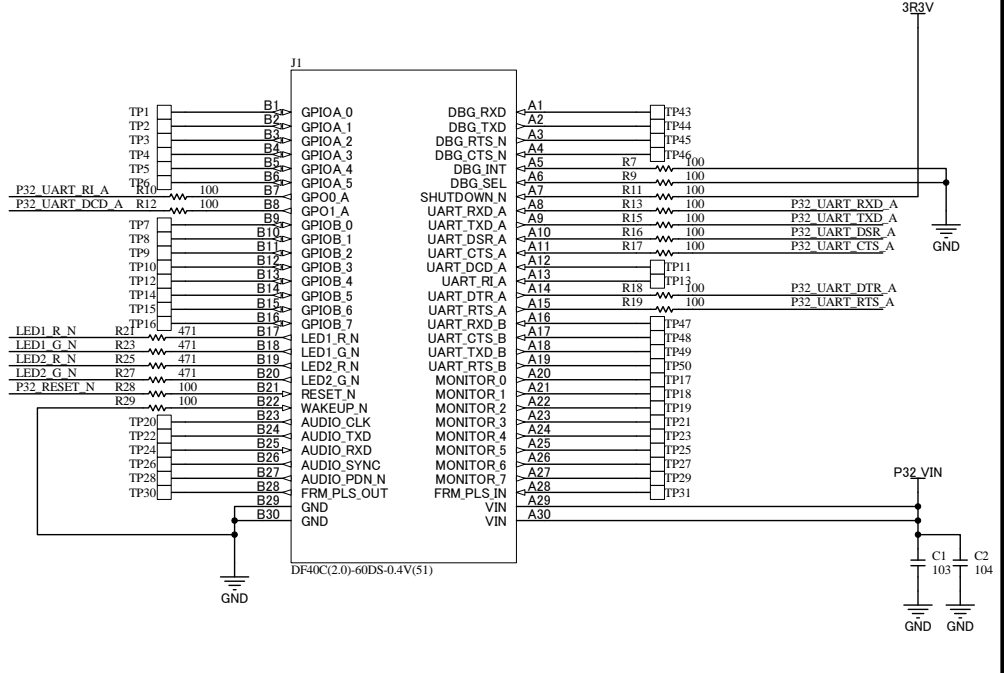 3R3V
J1
TP1 B1 GPIOA_0 DBG_RXD A1 TP43
TP2 B2 GPIOA_1 DBG_TXD A2 TP44
TP3 B3 GPIOA_2 DBG_RTS_N A3 TP45
TP4 B4 GPIOA_3 DBG_CTS_N A4 TP46
TP5 B5 GPIOA_4 DBG_INT A5 R7 100
TP6 B6 GPIOA_5 DBG_SEL A6 R9 100
P32_UART_RI_A R10 100 B7 GPO0_A SHUTDOWN_N A7 R11 100
P32_UART_DCD_A R12 100 B8 GPO1_A UART_RXD_A A8 R13 100 P32_UART_RXD_A
TP7 B9 GPIOB_0 UART_TXD_A A9 R15 100 P32_UART_TXD_A
TP8 B10 GPIOB_1 UART_DSR_A A10 R16 100 P32_UART_DSR_A
TP9 B11 GPIOB_2 UART_CTS_A A11 R17 100 P32_UART_CTS_A
GND
TP10 B12 GPIOB_3 UART_DCD_A A12 TP11
TP12 B13 GPIOB_4 UART_RI_A A13 TP13
TP14 B14 GPIOB_5 UART_DTR_A A14 R18 100 P32_UART_DTR_A
TP15 B15 GPIOB_6 UART_RTS_A A15 R19 100 P32_UART_RTS_A
TP16 B16 GPIOB_7 UART_RXD_B A16 TP47
LED1_R_N R21 471 B17 LED1_R_N UART_CTS_B A17 TP48
LED1_G_N R23 471 B18 LED1_G_N UART_TXD_B A18 TP49
LED2_R_N R25 471 B19 LED2_R_N UART_RTS_B A19 TP50
LED2_G_N R27 471 B20 LED2_G_N MONITOR_0 A20 TP17
P32_RESET_N R28 100 B21 RESET_N MONITOR_1 A21 TP18
R29 100 B22 WAKEUP_N MONITOR_2 A22 TP19
TP20 B23 AUDIO_CLK MONITOR_3 A23 TP21
TP22 B24 AUDIO_TXD MONITOR_4 A24 TP23
TP24 B25 AUDIO_RXD MONITOR_5 A25 TP25
TP26 B26 AUDIO_SYNC MONITOR_6 A26 TP27
TP28 B27 AUDIO_PDN_N MONITOR_7 A27 TP29
P32_VIN
TP30 B28 FRM_PLS_OUT FRM_PLS_IN A28 TP31
B29 GND VIN A29
B30 GND VIN A30
C1 C2
103 104
DF40C(2.0)-60DS-0.4V(51)
GND
GND GND